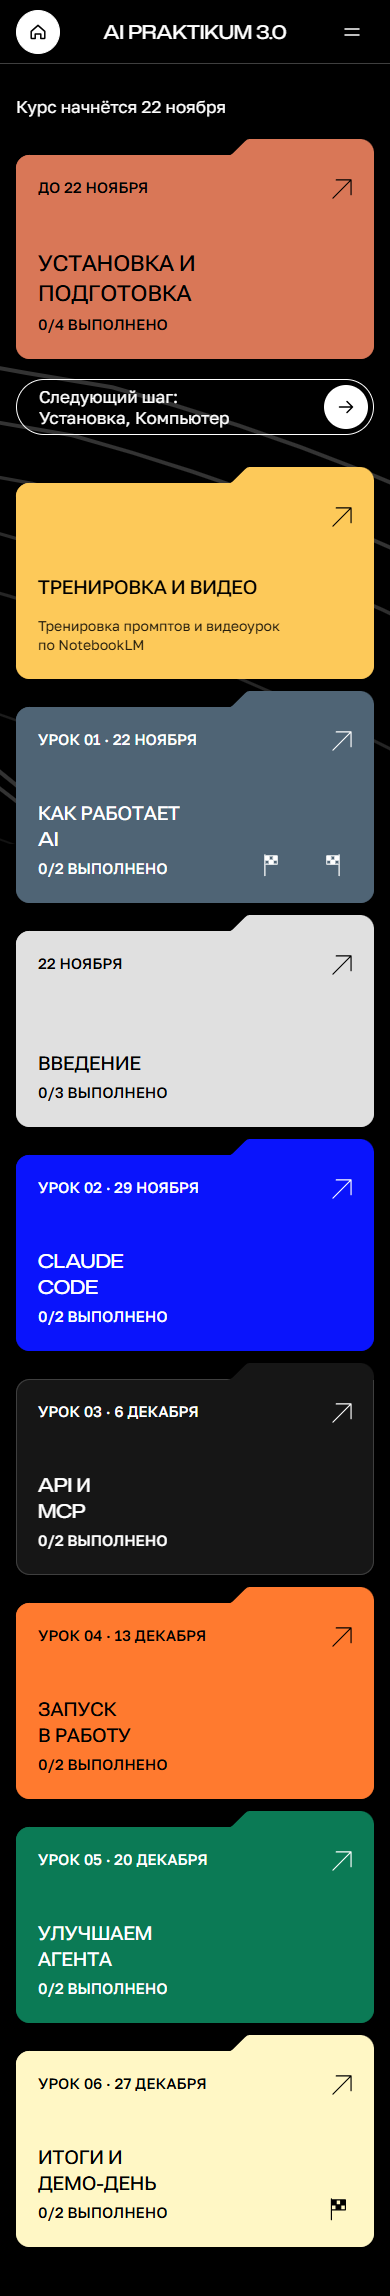 AI PRAKTIKUM 3.0
Курс начнётся 22 ноября
ДО 22 НОЯБРЯ
УСТАНОВКА И
ПОДГОТОВКА
0/4 ВЫПОЛНЕНО
Следующий шаг:
Установка, Компьютер
ТРЕНИРОВКА И ВИДЕО
Тренировка промптов и видеоурок
по NotebookLM
УРОК 01 · 22 НОЯБРЯ
КАК РАБОТАЕТ
AI
0/2 ВЫПОЛНЕНО
22 НОЯБРЯ
ВВЕДЕНИЕ
0/3 ВЫПОЛНЕНО
УРОК 02 · 29 НОЯБРЯ
CLAUDE
CODE
0/2 ВЫПОЛНЕНО
УРОК 03 · 6 ДЕКАБРЯ
API И
MCP
0/2 ВЫПОЛНЕНО
УРОК 04 · 13 ДЕКАБРЯ
ЗАПУСК
В РАБОТУ
0/2 ВЫПОЛНЕНО
УРОК 05 · 20 ДЕКАБРЯ
УЛУЧШАЕМ
АГЕНТА
0/2 ВЫПОЛНЕНО
УРОК 06 · 27 ДЕКАБРЯ
ИТОГИ И
ДЕМО-ДЕНЬ
0/2 ВЫПОЛНЕНО